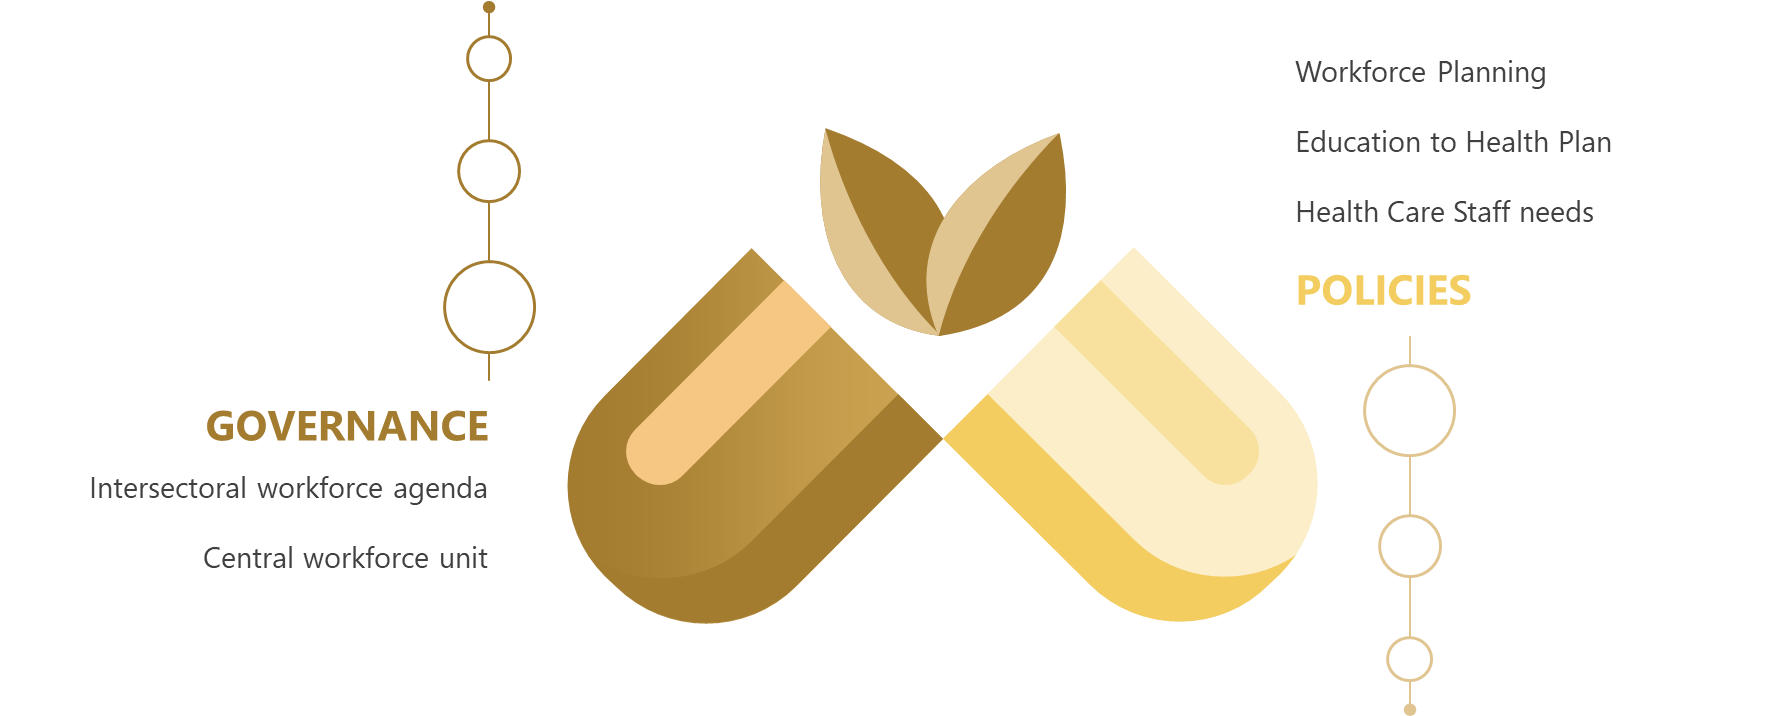 GOVERNANCE
Intersectoral workforce agenda
Central workforce unit
Workforce Planning
Education to Health Plan
Health Care Staff needs
POLICIES